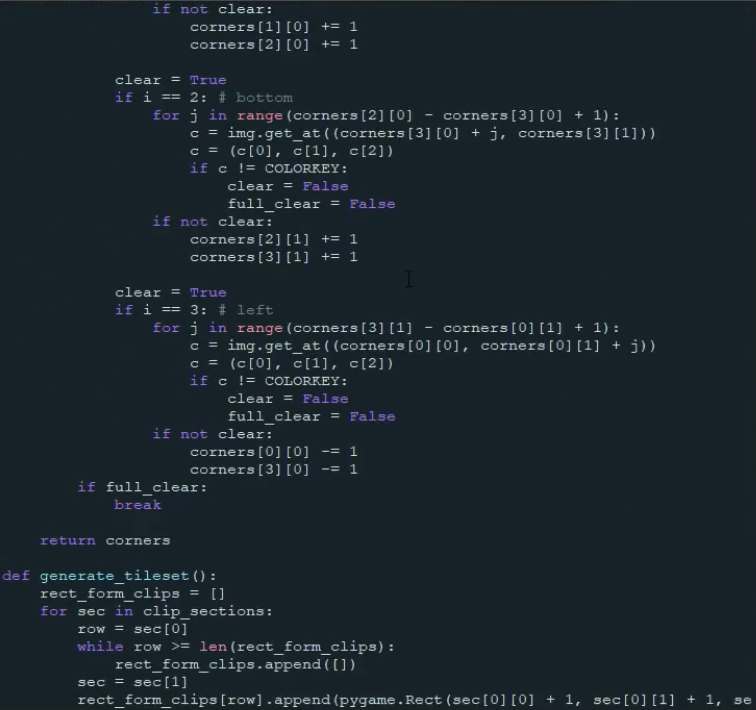 if not clear:
corners[1][0] += 1
corners[2][0] += 1
clear = True
if i == 2: # bottom
for j in range(corners[2][0] - corners[3][0] + 1):
c = img.get_at((corners[3][0] + j, corners[3][1]))
c = (c[0], c[1], c[2])
if c != COLORKEY:
clear = False
full_clear = False
if not clear:
corners[2][1] += 1
corners[3][1] += 1
clear = True
if i == 3: # left
for j in range(corners[3][1] - corners[0][1] + 1):
c = img.get_at((corners[0][0], corners[0][1] + j))
c = (c[0], c[1], c[2])
if c != COLORKEY:
clear = False
full_clear = False
if not clear:
corners[0][0] -= 1
corners[3][0] -= 1
if full_clear:
break
return corners
def generate_tileset():
rect_form_clips = []
for sec in clip_sections:
row = sec[0]
while row >= len(rect_form_clips):
rect_form_clips.append([])
sec = sec[1]
rect_form_clips[row].append(pygame.Rect(sec[0][0] + 1, sec[0][1] + 1, se